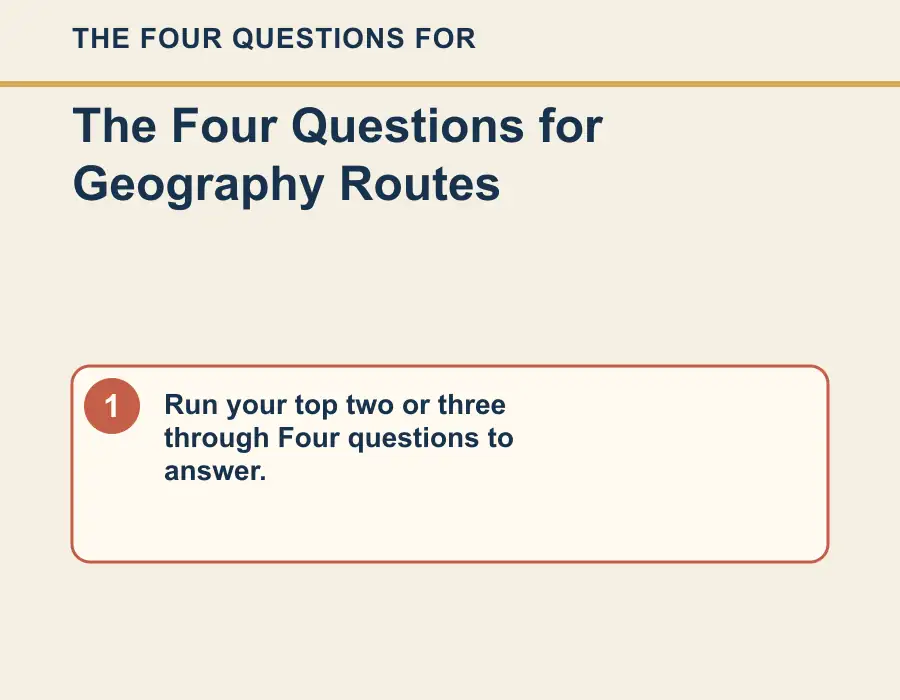 THE FOUR QUESTIONS FOR
The Four Questions for
Geography Routes
1
Run your top two or three
through Four questions to
answer.